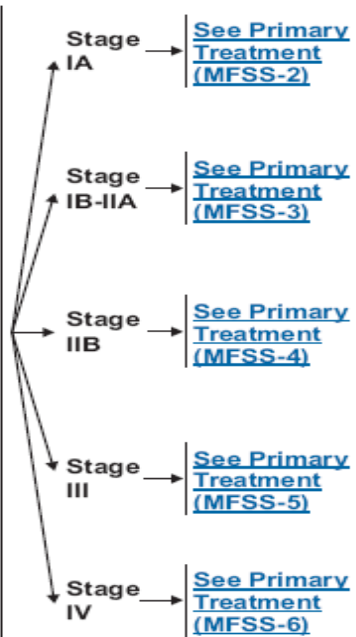 Stage
IA
See Primary
Treatment
(MFSS-2)
Stage
IB-IIA
See Primary
Treatment
(MFSS-3)
Stage
IIB
See Primary
Treatment
(MFSS-4)
Stage
III
See Primary
Treatment
(MFSS-5)
Stage
IV
See Primary
Treatment
(MFSS-6)